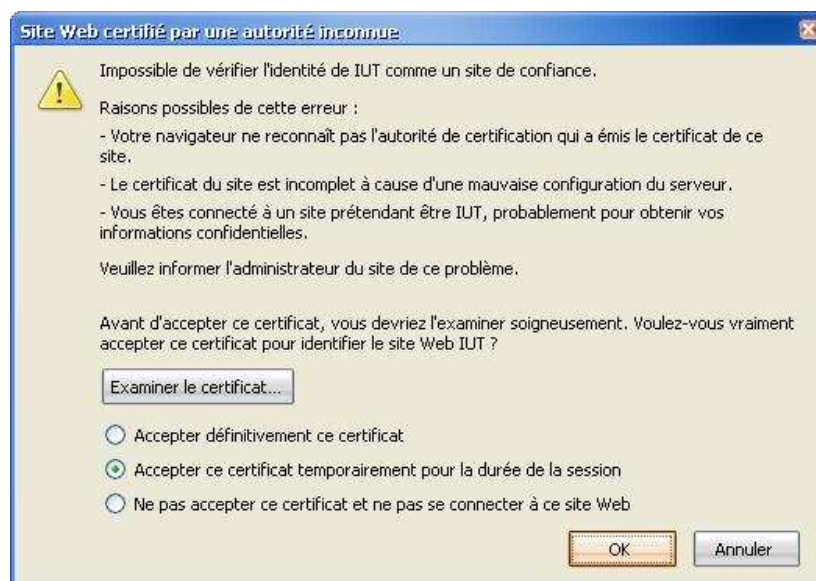 Site Web certifié par une autorité inconnue
Impossible de vérifier l'identité de IUT comme un site de confiance.
Raisons possibles de cette erreur :
- Votre navigateur ne reconnaît pas l'autorité de certification qui a émis le certificat de ce
site.
- Le certificat du site est incomplet à cause d'une mauvaise configuration du serveur.
- Vous êtes connecté à un site prétendant être IUT, probablement pour obtenir vos
informations confidentielles.
Veuillez informer l'administrateur du site de ce problème.
Avant d'accepter ce certificat, vous devriez l'examiner soigneusement. Voulez-vous vraiment
accepter ce certificat pour identifier le site Web IUT ?
Examiner le certificat...
Accepter définitivement ce certificat
Accepter ce certificat temporairement pour la durée de la session
Ne pas accepter ce certificat et ne pas se connecter à ce site Web
OK Annuler